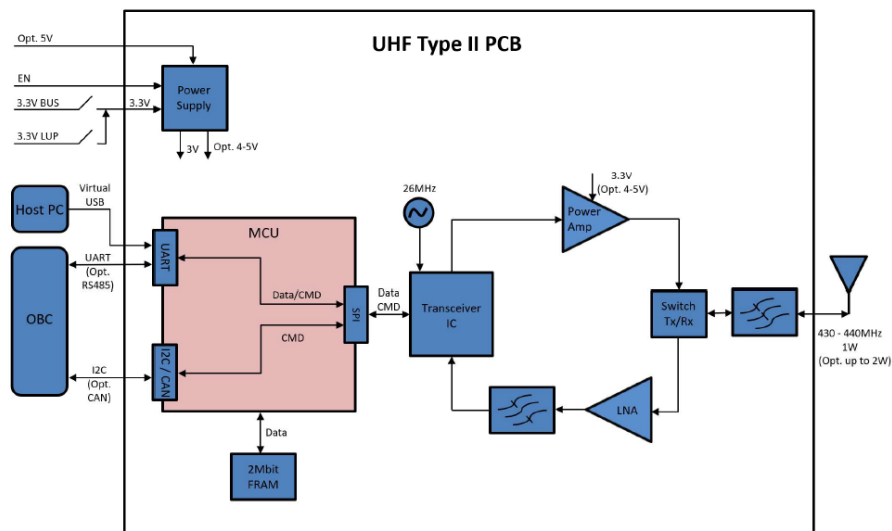 UHF Type II PCB
Opt. 5V
EN
3.3V BUS
3.3V
3.3V LUP
Power
Supply
3V
Opt. 4-5V
Host PC
Virtual
USB
OBC
UART
(Opt.
RS485)
I2C
(Opt.
CAN)
MCU
UART
I2C / CAN
Data/CMD
CMD
SPI
Data
CMD
Data
2Mbit
FRAM
26MHz
Transceiver
IC
3.3V
(Opt. 4-5V)
Power
Amp
Switch
Tx/Rx
LNA
430 - 440MHz
1W
(Opt. up to 2W)